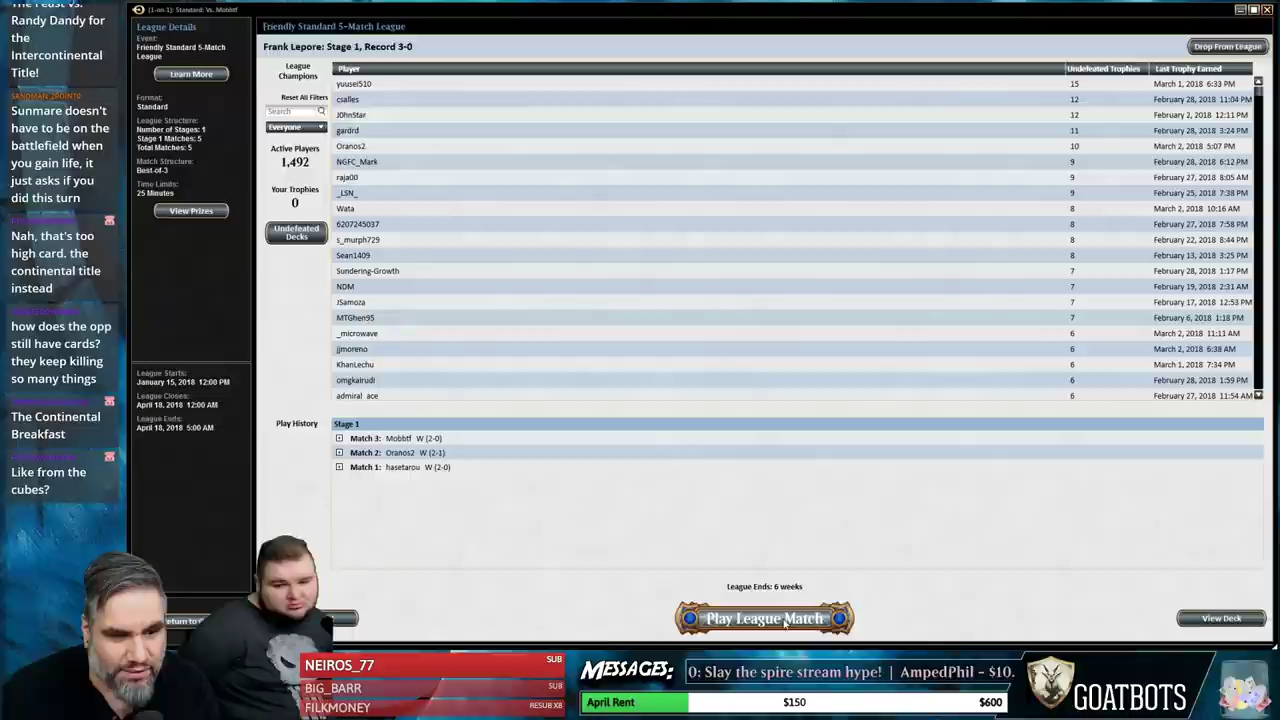 The Feast vs.
Randy Dandy for
the
Intercontinental
Title!
SANDMAN_2POINT0
Sunmare doesn't
have to be on the
battlefield when
you gain life, it
just asks if you
did this turn
Nah, that's too
high card. the
continental title
instead
how does the opp
still have cards?
they keep killing
so many things
The Continental
Breakfast
Like from the
cubes?
(1-on-1): Standard: Vs. Mobbtf
League Details
Event:
Friendly Standard 5-Match
League
Learn More
Format:
Standard
League Structure:
Number of Stages: 1
Stage 1 Matches: 5
Total Matches: 5
Match Structure:
Best-of-3
Time Limits:
25 Minutes
View Prizes
League Starts:
January 15, 2018 12:00 PM
League Closes:
April 18, 2018 12:00 AM
League Ends:
April 18, 2018 5:00 AM
Friendly Standard 5-Match League
Frank Lepore: Stage 1, Record 3-0
Drop From League
League
Champions
Reset All Filters
Search
Everyone
Active Players
1,492
Your Trophies
0
Undefeated
Decks
Player Undefeated Trophies Last Trophy Earned
yuusei510 15 March 1, 2018 6:33 PM
csalles 12 February 28, 2018 11:04 PM
J0hnStar 12 February 2, 2018 12:11 PM
gardrd 11 February 28, 2018 3:24 PM
Oranos2 10 March 2, 2018 5:07 PM
NGFC_Mark 9 February 28, 2018 6:12 PM
raja00 9 February 27, 2018 8:05 AM
_LSN_ 9 February 25, 2018 7:38 PM
Wata 8 March 2, 2018 10:16 AM
6207245037 8 February 27, 2018 7:58 PM
s_murph729 8 February 22, 2018 8:44 PM
Sean1409 8 February 13, 2018 3:25 PM
Sundering-Growth 7 February 28, 2018 1:17 PM
NDM 7 February 19, 2018 2:31 AM
JSamoza 7 February 17, 2018 12:53 PM
MTGhen95 7 February 6, 2018 1:18 PM
_microwave 6 March 2, 2018 11:11 AM
jjmoreno 6 March 2, 2018 6:38 AM
KhanLechu 6 March 1, 2018 7:34 PM
omgkairudi 6 February 28, 2018 1:59 PM
admiral_ace 6 February 27, 2018 11:54 AM
Play History
Stage 1
Match 3: Mobbtf W (2-0)
Match 2: Oranos2 W (2-1)
Match 1: hasetarou W (2-0)
League Ends: 6 weeks
Play League Match
View Deck
NEIROS_77 SUB
BIG_BARR SUB
FILKMONEY RESUB X8
MESSAGES:
0: Slay the spire stream hype! | AmpedPhil - $10.
April Rent $150 $600
GOATBOTS